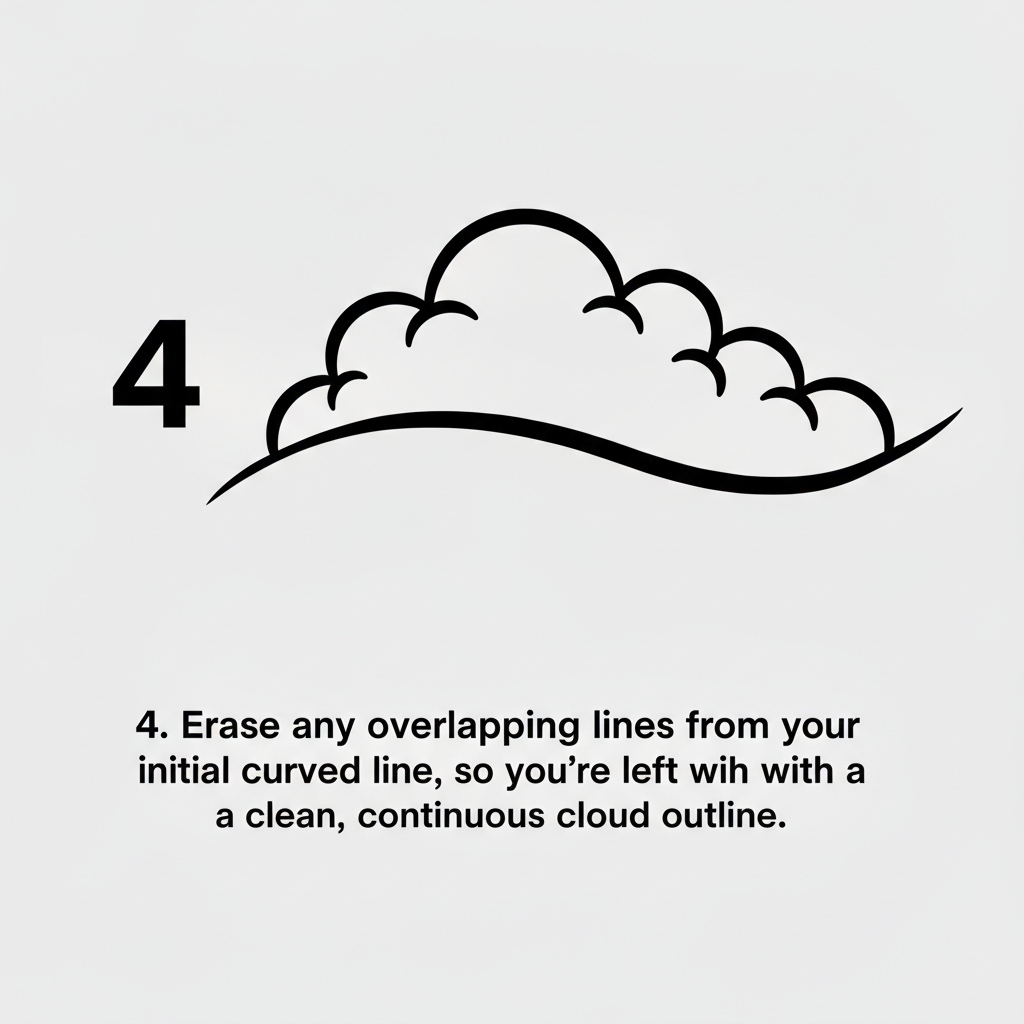 4
4. Erase any overlapping lines from your
initial curved line, so you’re left wih with a
a clean, continuous cloud outline.